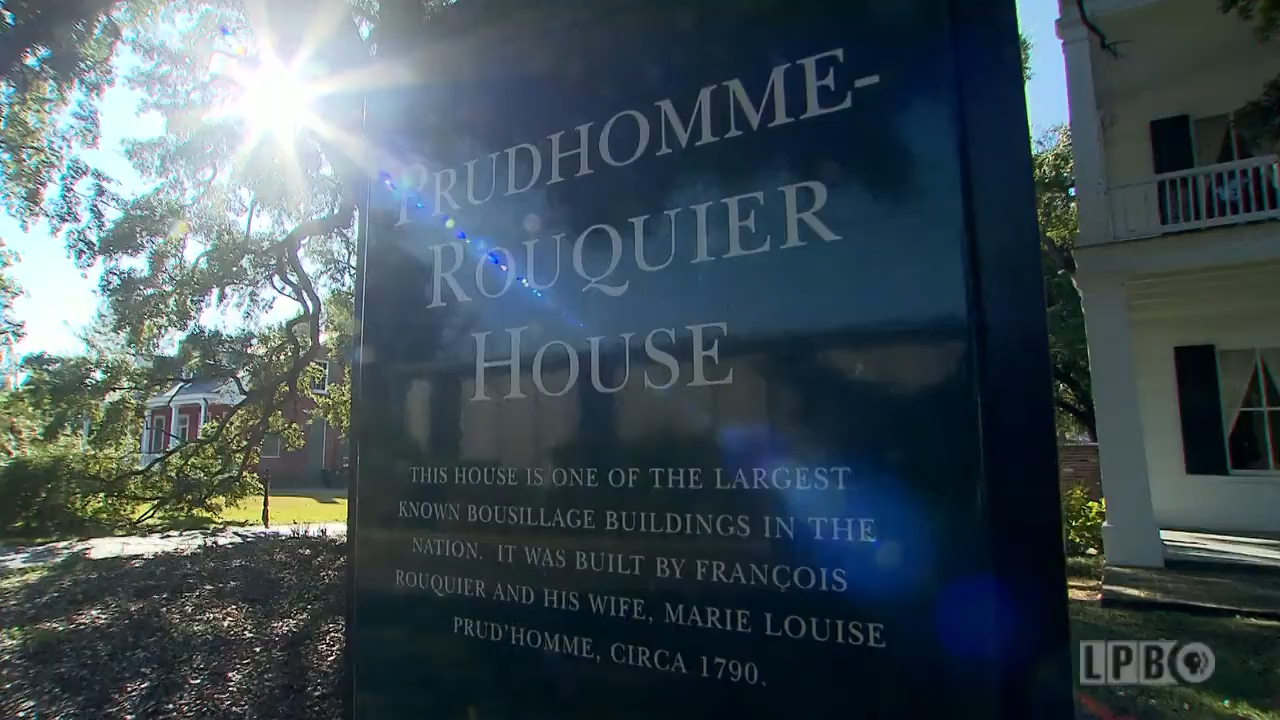 PRUDHOMME-
ROUQUIER
HOUSE
THIS HOUSE IS ONE OF THE LARGEST
KNOWN BOUSILLAGE BUILDINGS IN THE
NATION. IT WAS BUILT BY FRANÇOIS
ROUQUIER AND HIS WIFE, MARIE LOUISE
PRUD'HOMME, CIRCA 1790.
LPB